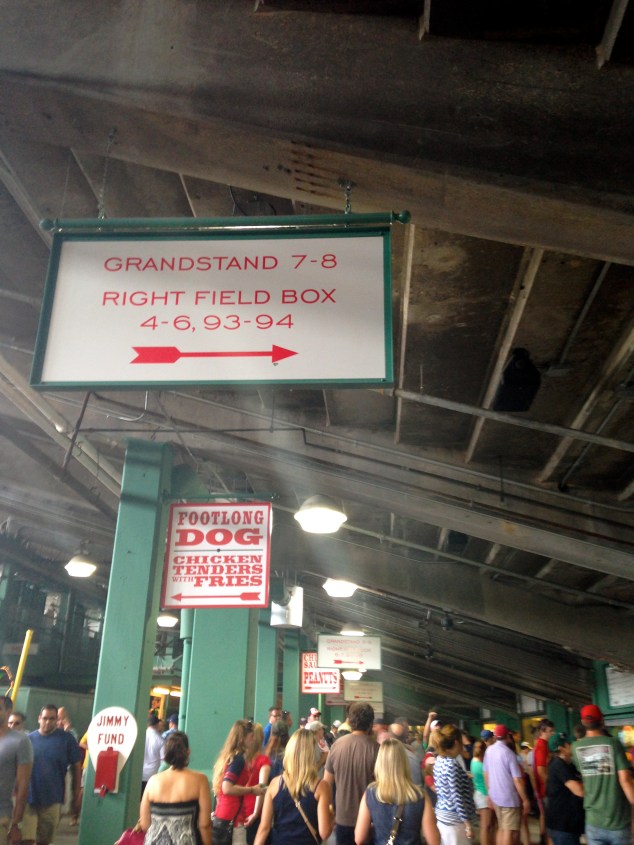 GRANDSTAND 7-8
RIGHT FIELD BOX
4-6, 93-94
FOOTLONG
DOG
CHICKEN
TENDERS
WITH FRIES
PEANUTS
JIMMY
FUND